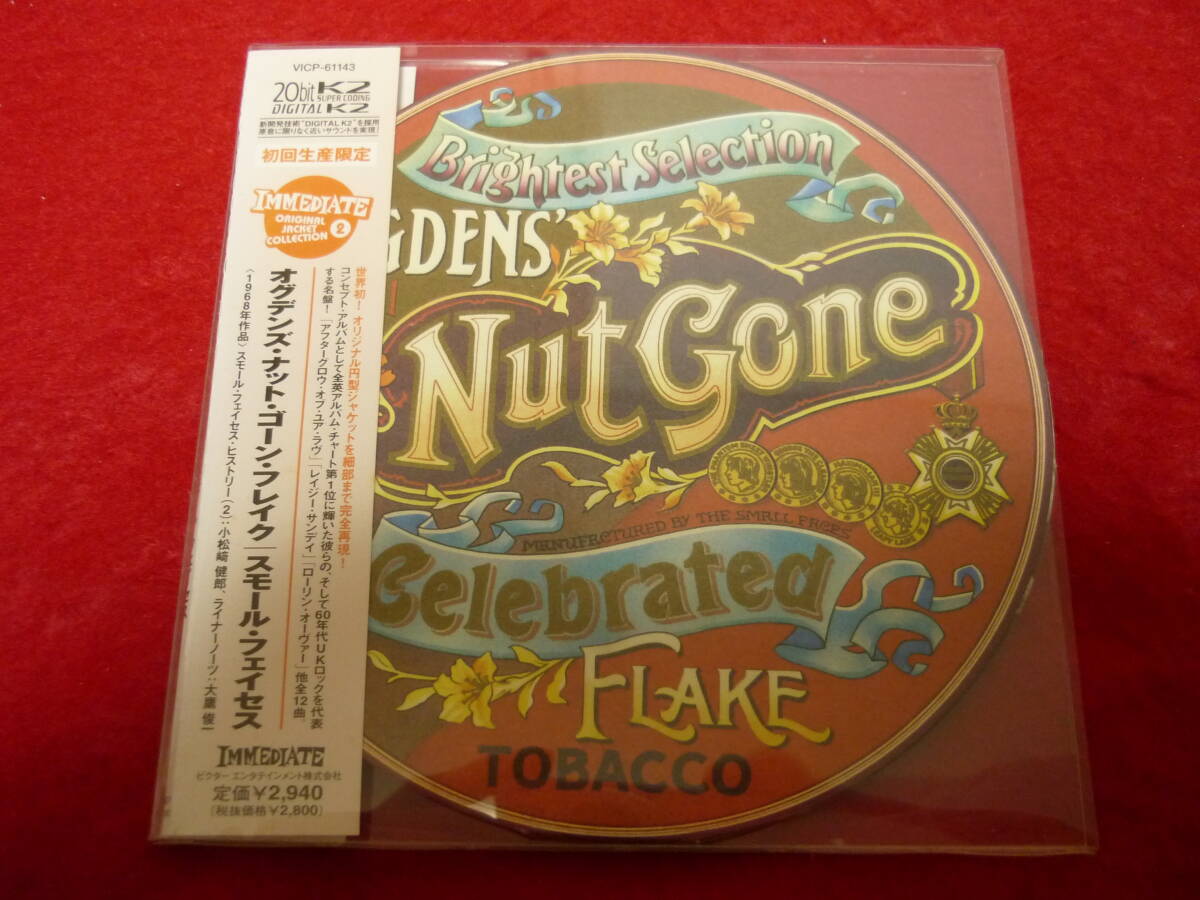 VICP-61143
20bit K2
SUPER CODING
DIGITAL K2
新開発技術"DIGITAL K2"を採用
原音に限りなく近いサウンドを実現!
初回生産限定
IMMEDIATE
ORIGINAL
JACKET
COLLECTION 2
世界初! オリジナル円型ジャケットを細部まで完全再現!
コンセプト・アルバムとして全英アルバム・チャート第1位に輝いた彼らの、そして60年代UKロックを代表
する名盤!「アフターグロウ・オブ・ユア・ラヴ」「レイジー・サンデイ」「ローリン・オーヴァー」他全12曲。
オグデンズ・ナット・ゴーン・フレイク|スモール・フェイセス
〈1968年作品〉スモール・フェイセス・ヒストリー(2):小松崎 健郎、ライナーノーツ:大鷹 俊一
IMMEDIATE
ビクター エンタテインメント株式会社
定価¥2,940
[税抜価格¥2,800]
Brightest Selection
GDENS'
Nut Gone
MANUFACTURED BY THE SMALL FACES
Celebrated
FLAKE
TOBACCO